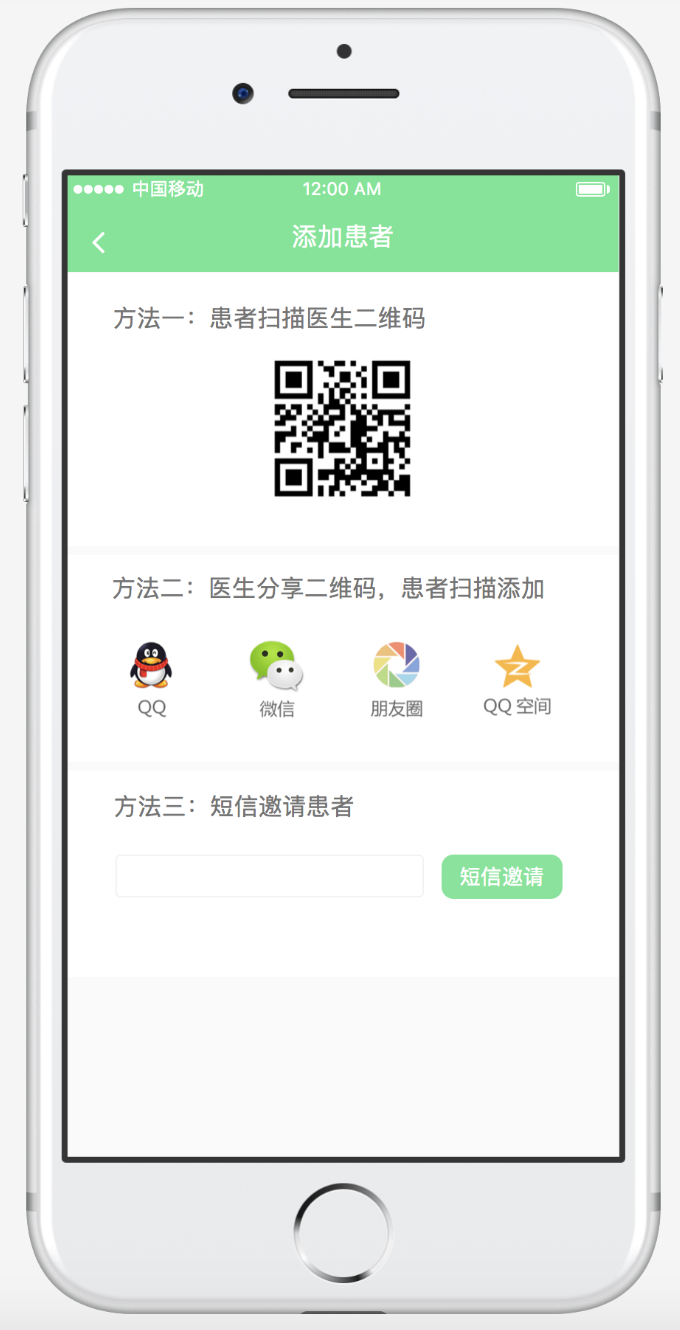 中国移动 12:00 AM
添加患者
方法一：患者扫描医生二维码
方法二：医生分享二维码，患者扫描添加
QQ 微信 朋友圈 QQ 空间
方法三：短信邀请患者
短信邀请